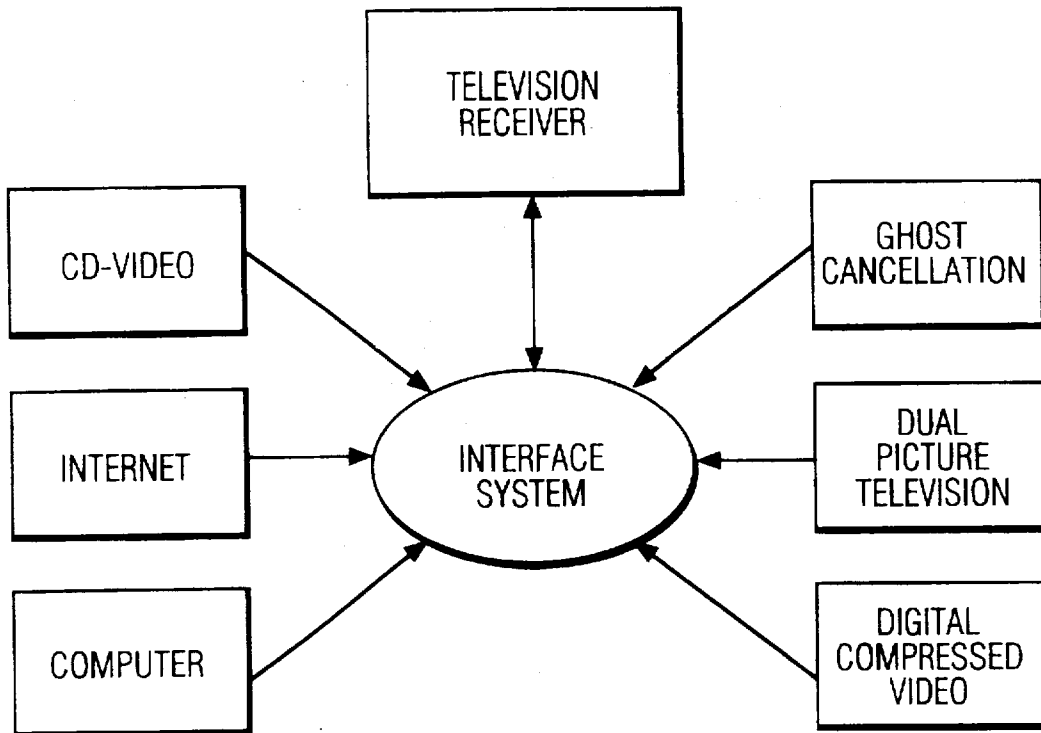 TELEVISION
RECEIVER
CD-VIDEO
GHOST
CANCELLATION
INTERNET
INTERFACE
SYSTEM
DUAL
PICTURE
TELEVISION
COMPUTER
DIGITAL
COMPRESSED
VIDEO